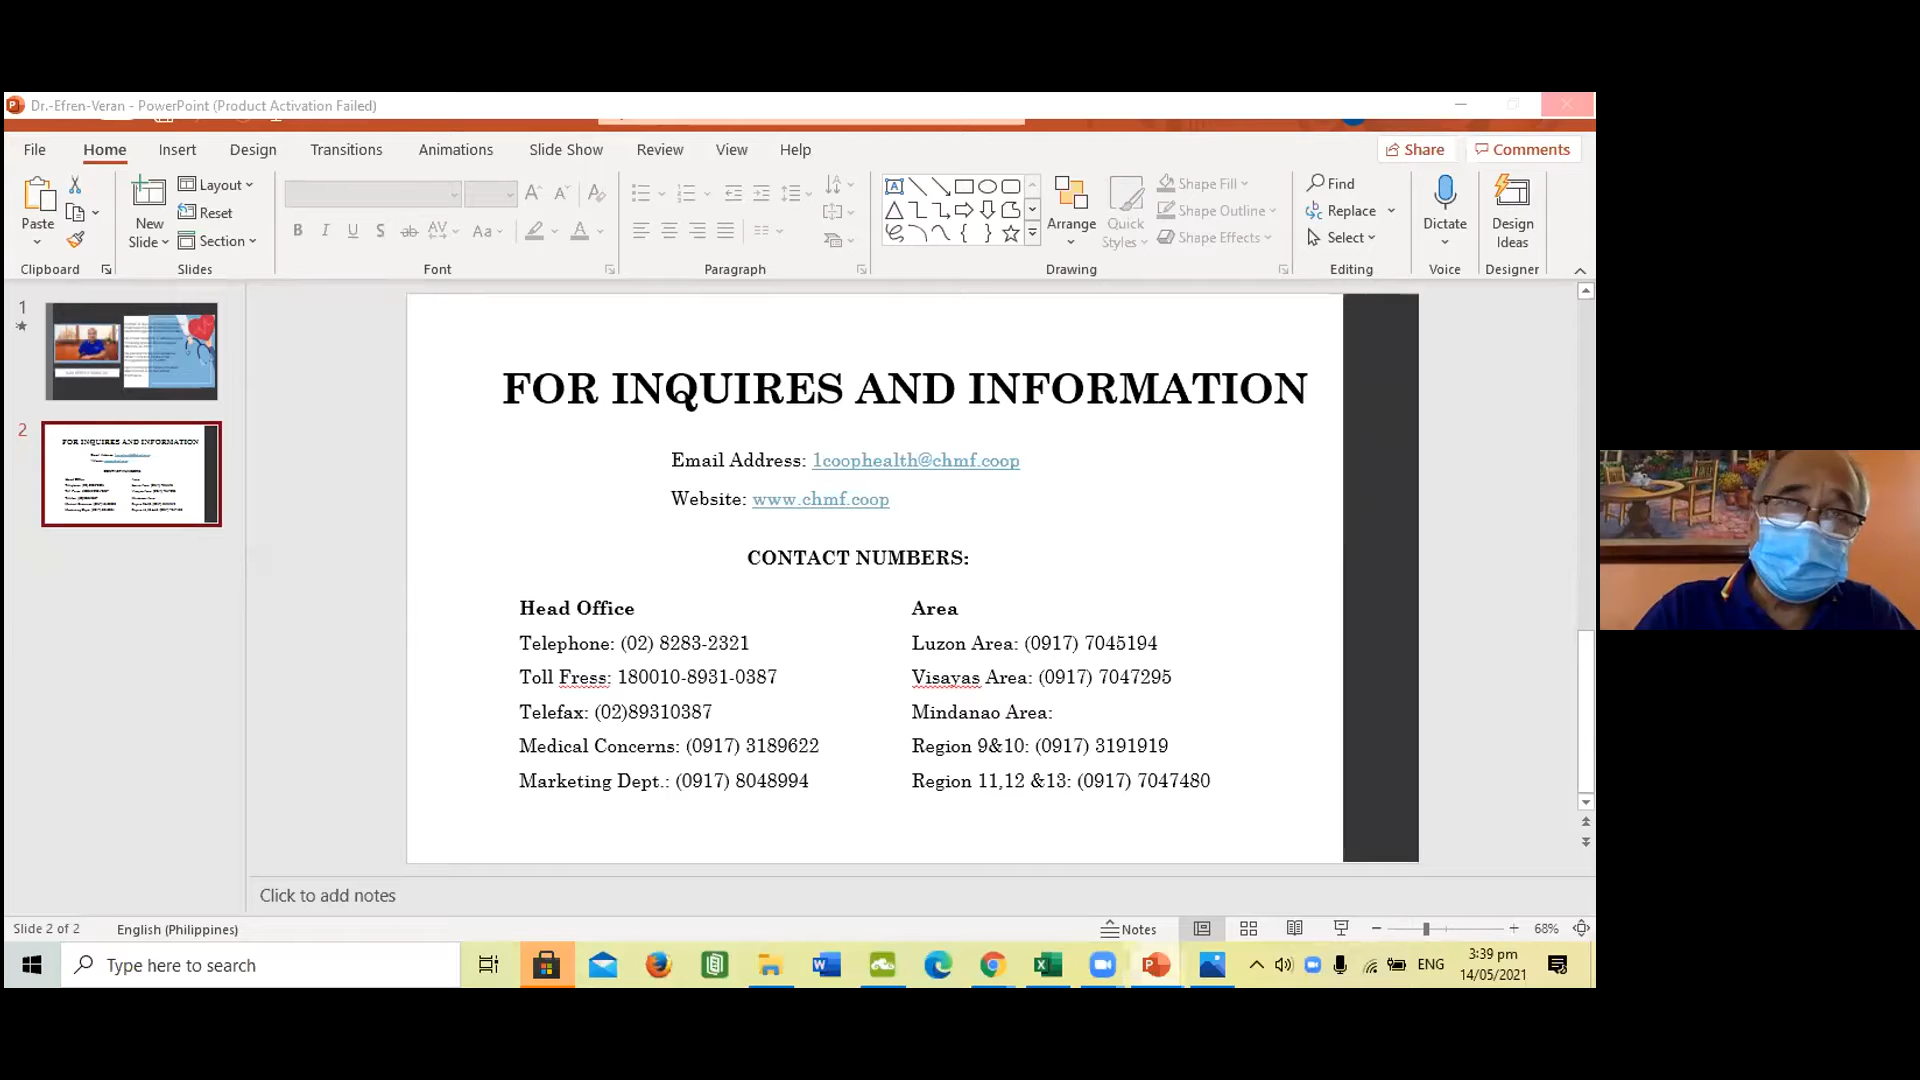 Dr.-Efren-Veran - PowerPoint (Product Activation Failed)
File Home Insert Design Transitions Animations Slide Show Review View Help Share Comments
Paste
Clipboard
New Slide
Layout
Reset
Section
Slides
Font
Paragraph
Arrange
Quick Styles
Shape Fill
Shape Outline
Shape Effects
Drawing
Find
Replace
Select
Editing
Dictate
Voice
Design Ideas
Designer
1
2
FOR INQUIRES AND INFORMATION
Email Address: 1coophealth@chmf.coop
Website: www.chmf.coop
CONTACT NUMBERS:
Head Office
Telephone: (02) 8283-2321
Toll Fress: 180010-8931-0387
Telefax: (02)89310387
Medical Concerns: (0917) 3189622
Marketing Dept.: (0917) 8048994
Area
Luzon Area: (0917) 7045194
Visayas Area: (0917) 7047295
Mindanao Area:
Region 9&10: (0917) 3191919
Region 11,12 &13: (0917) 7047480
Click to add notes
Slide 2 of 2 English (Philippines) Notes 68%
Type here to search
ENG
3:39 pm
14/05/2021